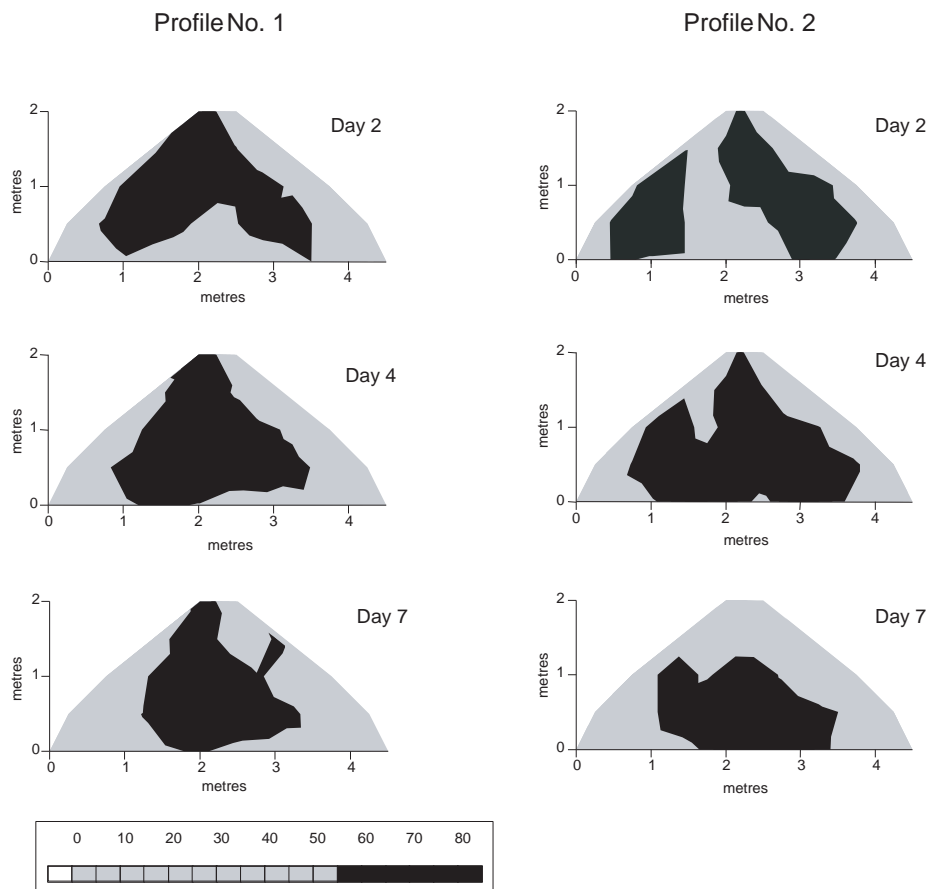 Profile No. 1
Profile No. 2
2
1
0
metres
Day 2
0 1 2 3 4
metres
2
1
0
metres
Day 2
0 1 2 3 4
metres
2
1
0
metres
Day 4
0 1 2 3 4
metres
2
1
0
metres
Day 4
0 1 2 3 4
metres
2
1
0
metres
Day 7
0 1 2 3 4
metres
2
1
0
metres
Day 7
0 1 2 3 4
metres
0 10 20 30 40 50 60 70 80